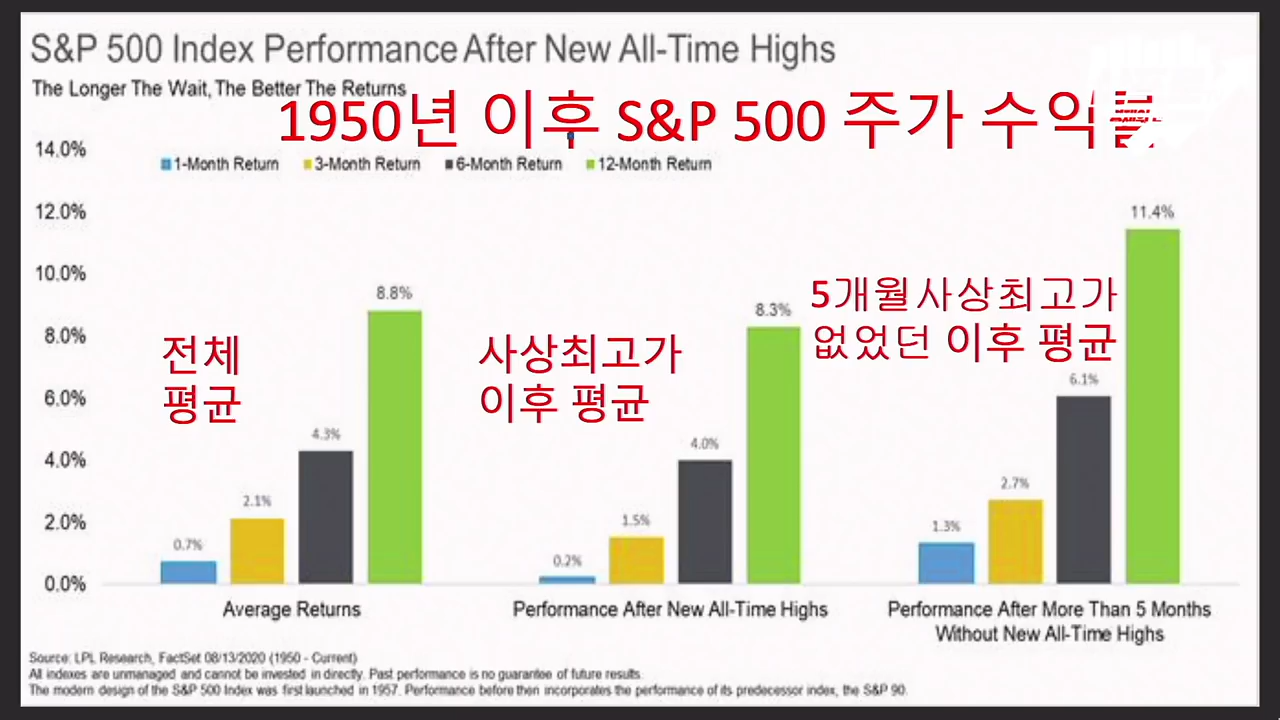 S&P 500 Index Performance After New All-Time Highs
The Longer The Wait, The Better The Returns
1950년 이후 S&P 500 주가 수익률
1-Month Return 3-Month Return 6-Month Return 12-Month Return
14.0%
12.0%
10.0%
8.0%
6.0%
4.0%
2.0%
0.0%
전체
평균
0.7%
2.1%
4.3%
8.8%
사상최고가
이후 평균
0.2%
1.5%
4.0%
8.3%
5개월사상최고가
없었던 이후 평균
1.3%
2.7%
6.1%
11.4%
Average Returns
Performance After New All-Time Highs
Performance After More Than 5 Months
Without New All-Time Highs
Source: LPL Research, FactSet 08/13/2020 (1950 - Current)
All indexes are unmanaged and cannot be invested in directly. Past performance is no guarantee of future results.
The modern design of the S&P 500 Index was first launched in 1957. Performance before then incorporates the performance of its predecessor index, the S&P 90.